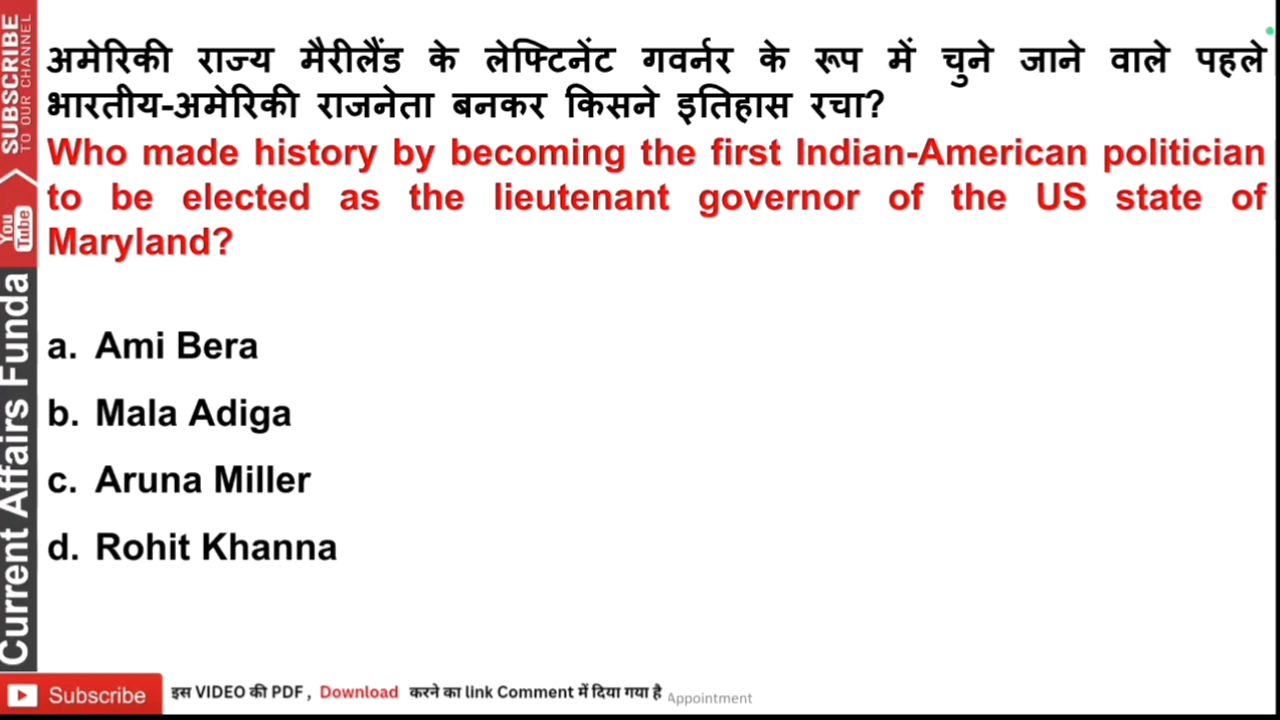 अमेरिकी राज्य मैरीलैंड के लेफ्टिनेंट गवर्नर के रूप में चुने जाने वाले पहले
भारतीय-अमेरिकी राजनेता बनकर किसने इतिहास रचा?
Who made history by becoming the first Indian-American politician
to be elected as the lieutenant governor of the US state of
Maryland?
a. Ami Bera
b. Mala Adiga
c. Aruna Miller
d. Rohit Khanna
SUBSCRIBE
TO OUR CHANNEL
You
Tube
Current Affairs Funda
Subscribe
इस VIDEO की PDF , Download करने का link Comment में दिया गया है
Appointment